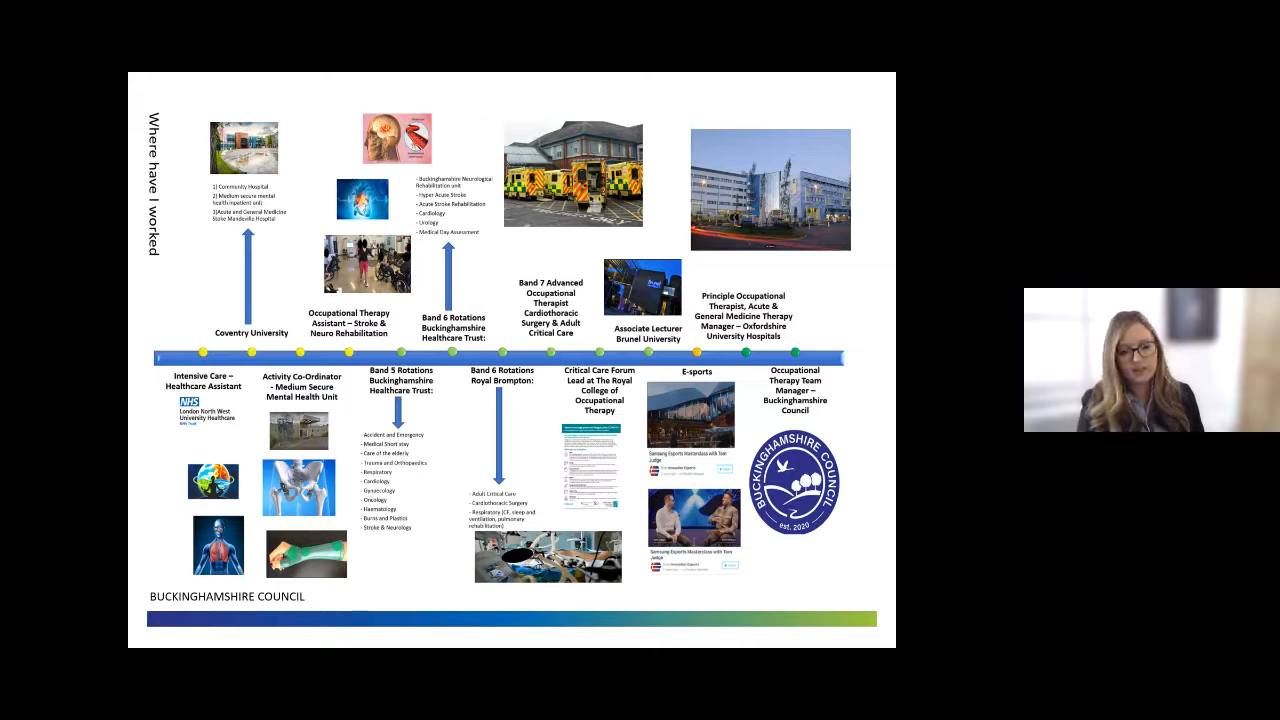 Where have I worked
1) Community Hospital
2) Medium secure mental
health inpatient unit
3)Acute and General Medicine
Stoke Mandeville Hospital
Coventry University
Occupational Therapy
Assistant – Stroke &
Neuro Rehabilitation
- Buckinghamshire Neurological
Rehabilitation unit
- Hyper Acute Stroke
- Acute Stroke Rehabilitation
- Cardiology
- Urology
- Medical Day Assessment
Band 6 Rotations
Buckinghamshire
Healthcare Trust:
Band 7 Advanced
Occupational
Therapist
Cardiothoracic
Surgery & Adult
Critical Care
Brunel
Associate Lecturer
Brunel University
Principle Occupational
Therapist, Acute &
General Medicine Therapy
Manager – Oxfordshire
University Hospitals
Intensive Care –
Healthcare Assistant
NHS
London North West
University Healthcare
NHS Trust
Activity Co-Ordinator
- Medium Secure
Mental Health Unit
Band 5 Rotations
Buckinghamshire
Healthcare Trust:
- Accident and Emergency
- Medical Short stay
- Care of the elderly
- Trauma and Orthopaedics
- Respiratory
- Cardiology
- Gynaecology
- Oncology
- Haematology
- Burns and Plastics
- Stroke & Neurology
Band 6 Rotations
Royal Brompton:
- Adult Critical Care
- Cardiothoracic Surgery
- Respiratory (CF, sleep and
ventilation, pulmonary
rehabilitation)
Critical Care Forum
Lead at The Royal
College of
Occupational
Therapy
E-sports
Samsung Esports Masterclass with Tom
Judge
Samsung Esports Masterclass with Tom
Judge
Occupational
Therapy Team
Manager –
Buckinghamshire
Council
BUCKINGHAMSHIRE COUNCIL
est. 2020
BUCKINGHAMSHIRE COUNCIL